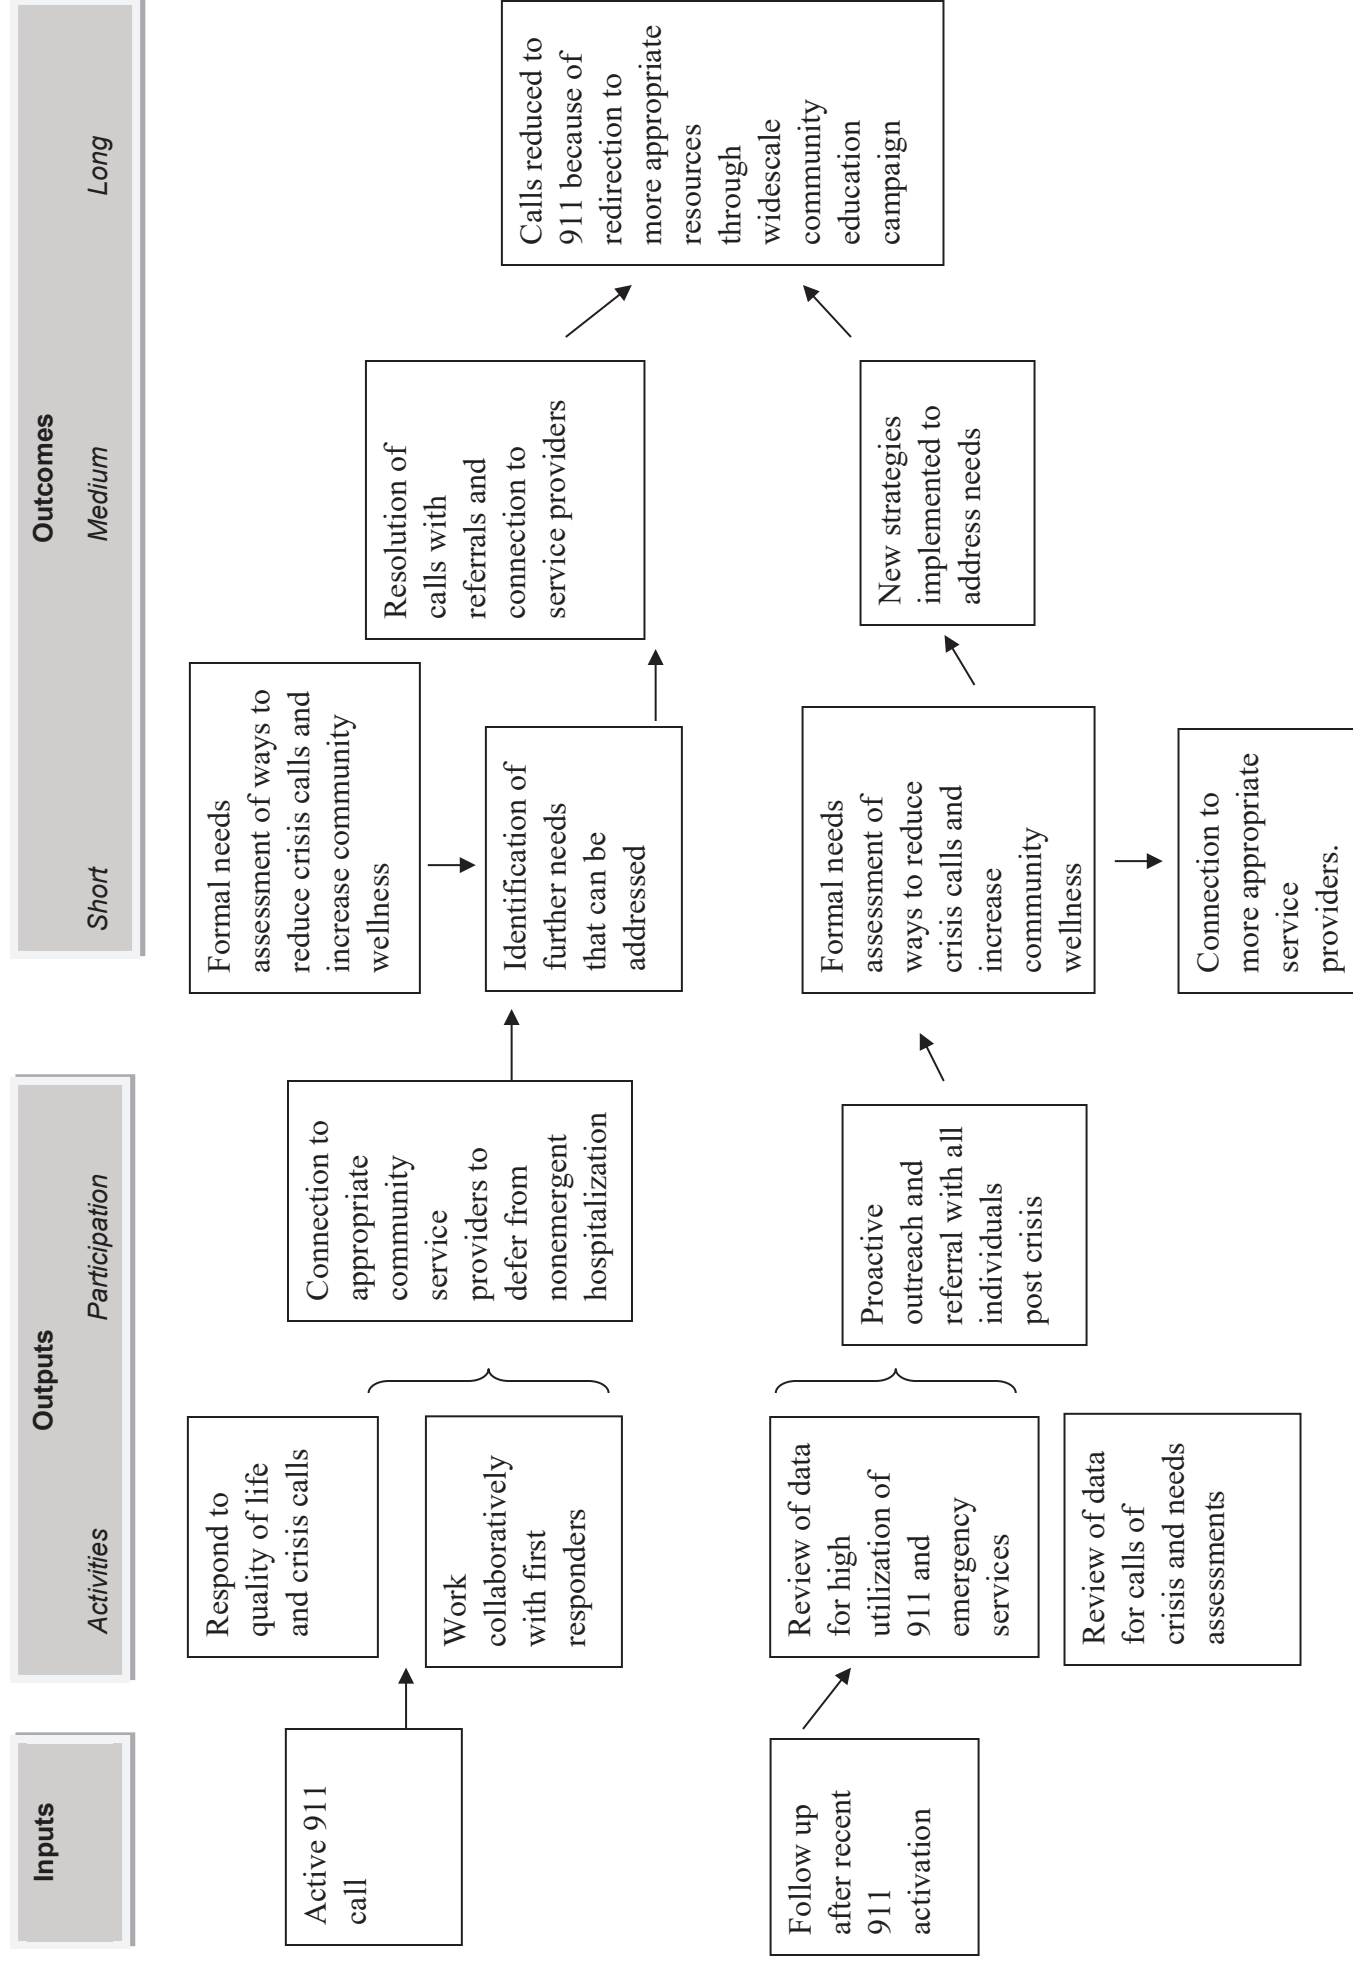 Inputs
Outputs
Activities
Participation
Outcomes
Short
Medium
Long
Active 911
call
Respond to
quality of life
and crisis calls
Work
collaboratively
with first
responders
Connection to
appropriate
community
service
providers to
defer from
nonemergent
hospitalization
Formal needs
assessment of ways to
reduce crisis calls and
increase community
wellness
Identification of
further needs
that can be
addressed
Resolution of
calls with
referrals and
connection to
service providers
Calls reduced to
911 because of
redirection to
more appropriate
resources
through
widescale
community
education
campaign
Follow up
after recent
911
activation
Review of data
for high
utilization of
911 and
emergency
services
Review of data
for calls of
crisis and needs
assessments
Proactive
outreach and
referral with all
individuals
post crisis
Formal needs
assessment of
ways to reduce
crisis calls and
increase
community
wellness
Connection to
more appropriate
service
providers.
New strategies
implemented to
address needs